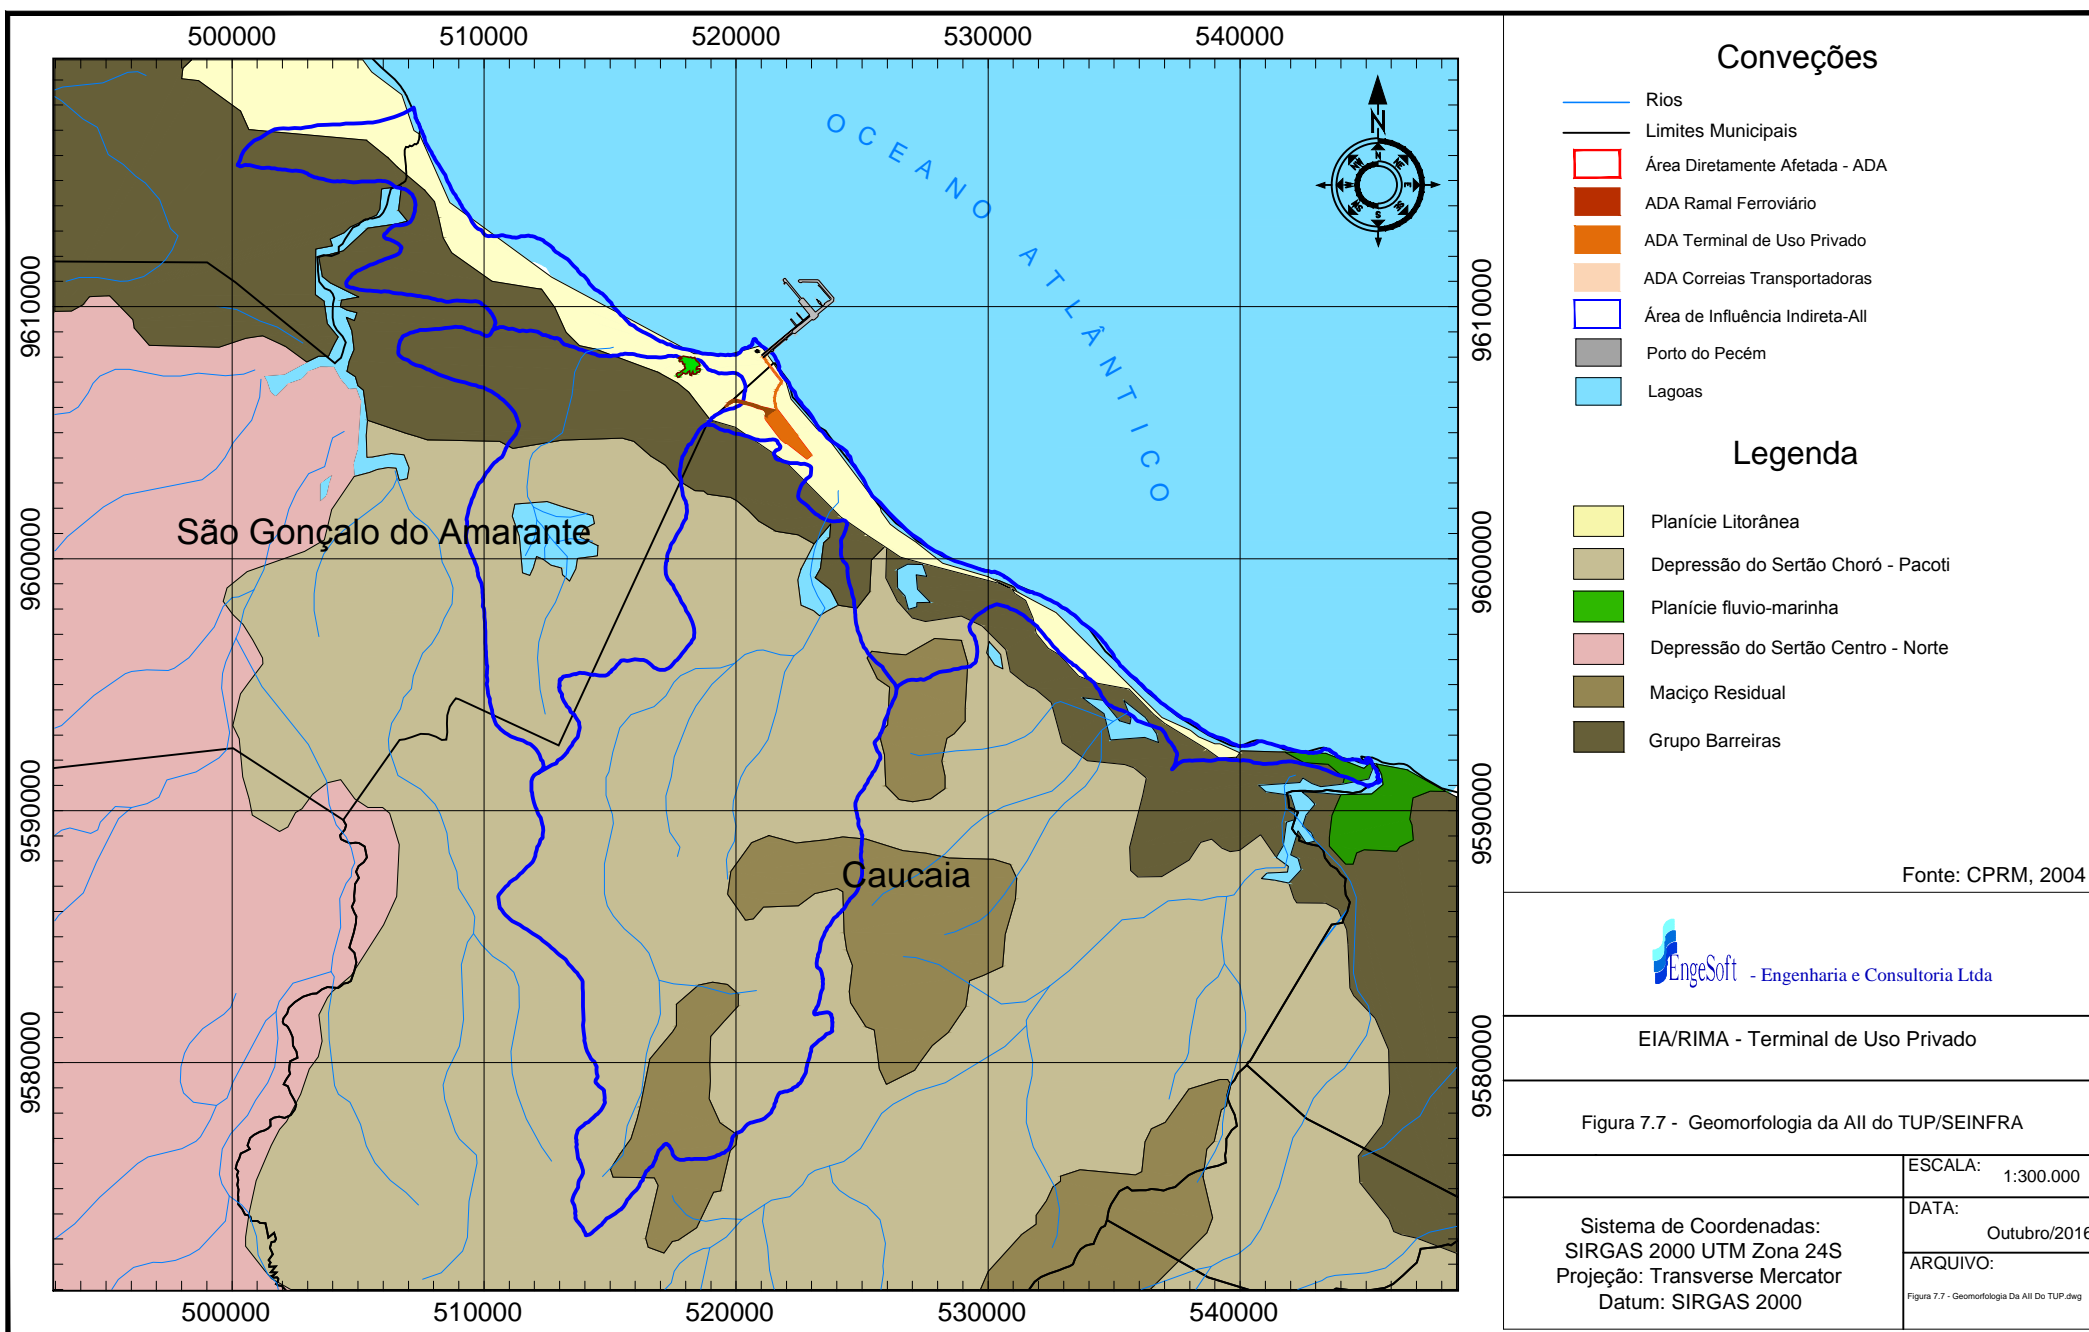 500000 510000 520000 530000 540000
9610000
9600000
9590000
9580000
OCEANO ATLÂNTICO
N
N
NE
E
SE
S
SW
W
NW
São Gonçalo do Amarante
Caucaia
9610000
9600000
9590000
9580000
500000 510000 520000 530000 540000
Conveções
Rios
Limites Municipais
Área Diretamente Afetada - ADA
ADA Ramal Ferroviário
ADA Terminal de Uso Privado
ADA Correias Transportadoras
Área de Influência Indireta-AII
Porto do Pecém
Lagoas
Legenda
Planície Litorânea
Depressão do Sertão Choró - Pacoti
Planície fluvio-marinha
Depressão do Sertão Centro - Norte
Maciço Residual
Grupo Barreiras
Fonte: CPRM, 2004
EngeSoft - Engenharia e Consultoria Ltda
EIA/RIMA - Terminal de Uso Privado
Figura 7.7 - Geomorfologia da AII do TUP/SEINFRA
ESCALA: 1:300.000
Sistema de Coordenadas:
SIRGAS 2000 UTM Zona 24S
Projeção: Transverse Mercator
Datum: SIRGAS 2000
DATA:
Outubro/2016
ARQUIVO:
Figura 7.7 - Geomorfologia Da AII Do TUP.dwg